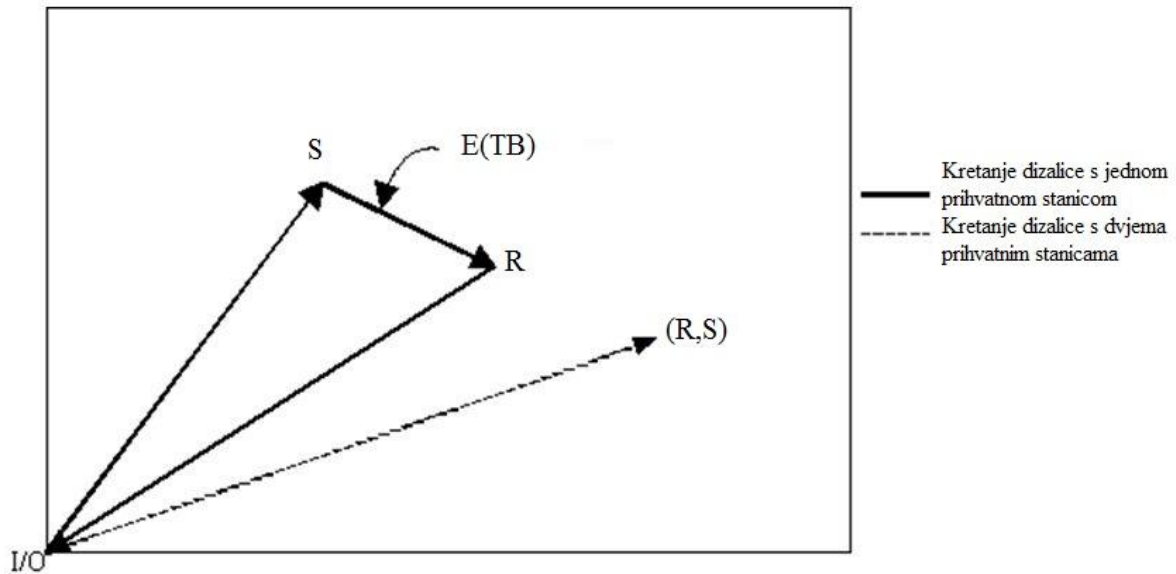 S
E(TB)
R
(R,S)
I/O
Kretanje dizalice s jednom
prihvatnom stanicom
Kretanje dizalice s dvjema
prihvatnim stanicama